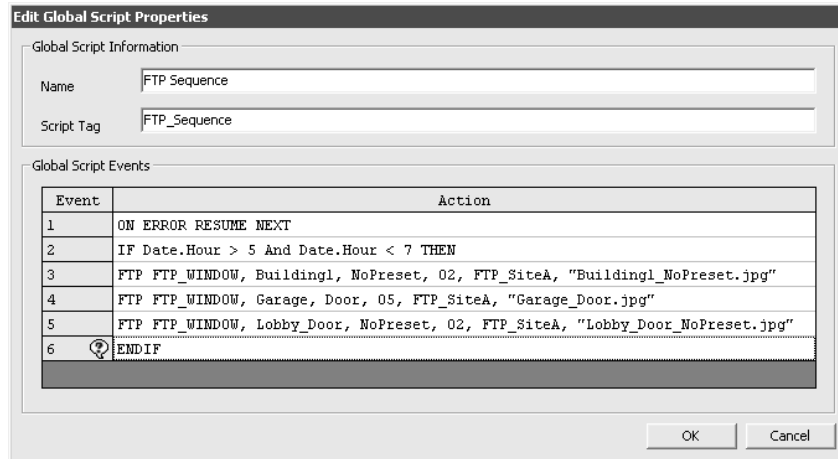 Edit Global Script Properties
Global Script Information
Name FTP Sequence
Script Tag FTP_Sequence
Global Script Events
Event Action
1 ON ERROR RESUME NEXT
2 IF Date.Hour > 5 And Date.Hour < 7 THEN
3 FTP FTP_WINDOW, Building1, NoPreset, 02, FTP_SiteA, "Building1_NoPreset.jpg"
4 FTP FTP_WINDOW, Garage, Door, 05, FTP_SiteA, "Garage_Door.jpg"
5 FTP FTP_WINDOW, Lobby_Door, NoPreset, 02, FTP_SiteA, "Lobby_Door_NoPreset.jpg"
6 ? ENDIF
OK Cancel